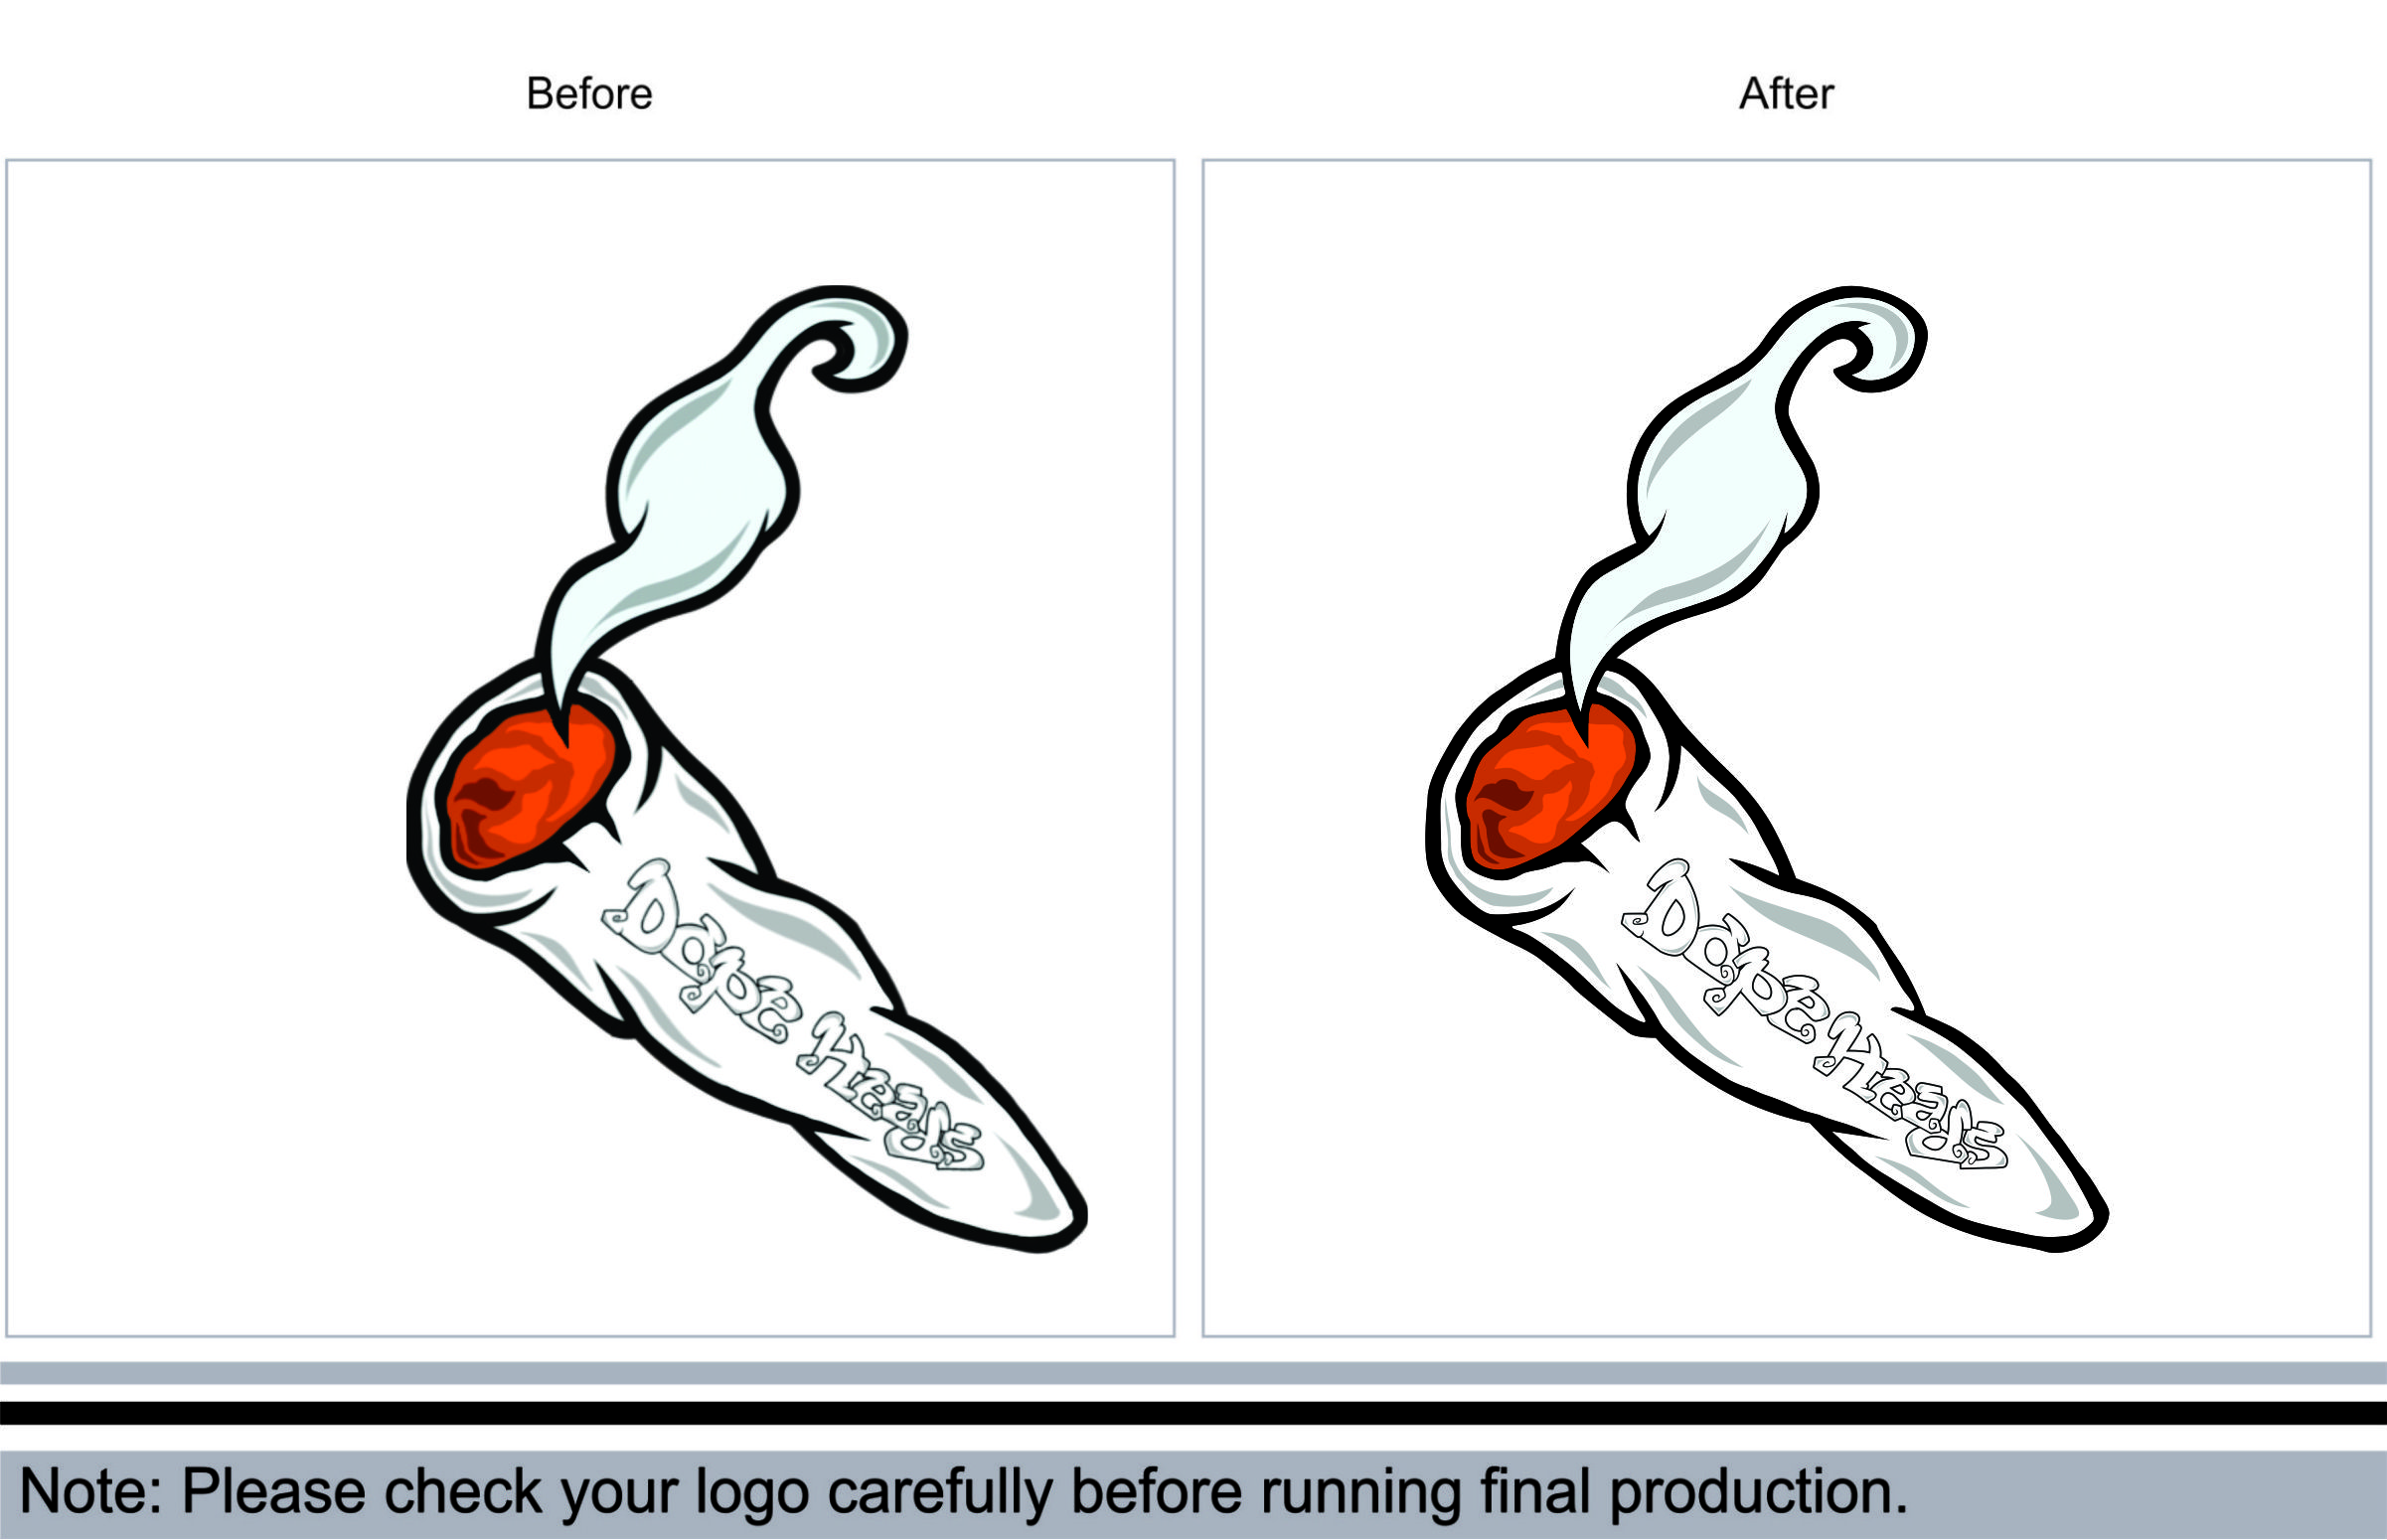 Before
After
Dope Heads
Dope Heads
Note: Please check your logo carefully before running final production.